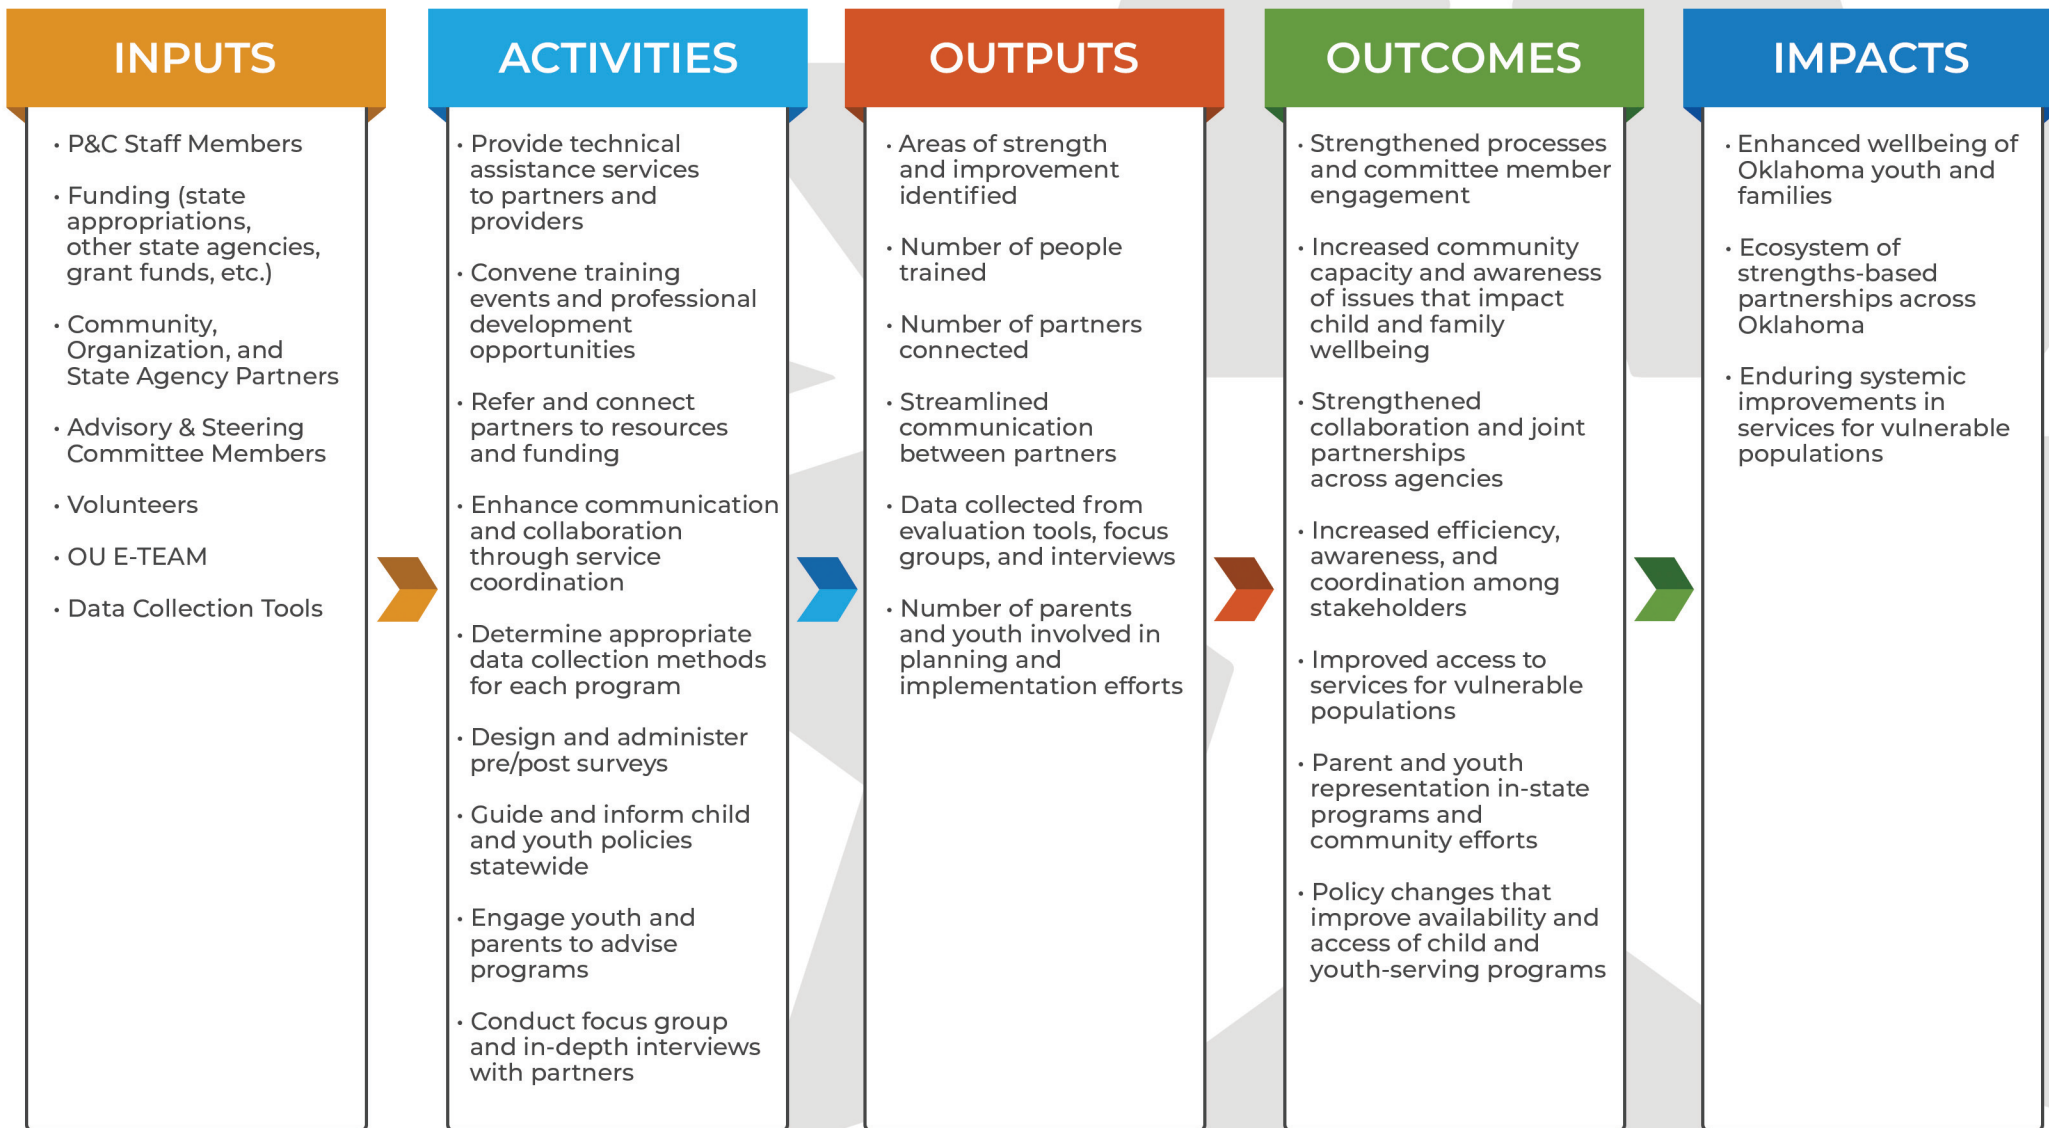 INPUTS
· P&C Staff Members
· Funding (state
appropriations,
other state agencies,
grant funds, etc.)
· Community,
Organization, and
State Agency Partners
· Advisory & Steering
Committee Members
· Volunteers
· OU E-TEAM
· Data Collection Tools
ACTIVITIES
· Provide technical
assistance services
to partners and
providers
· Convene training
events and professional
development
opportunities
· Refer and connect
partners to resources
and funding
· Enhance communication
and collaboration
through service
coordination
· Determine appropriate
data collection methods
for each program
· Design and administer
pre/post surveys
· Guide and inform child
and youth policies
statewide
· Engage youth and
parents to advise
programs
· Conduct focus group
and in-depth interviews
with partners
OUTPUTS
· Areas of strength
and improvement
identified
· Number of people
trained
· Number of partners
connected
· Streamlined
communication
between partners
· Data collected from
evaluation tools, focus
groups, and interviews
· Number of parents
and youth involved in
planning and
implementation efforts
OUTCOMES
· Strengthened processes
and committee member
engagement
· Increased community
capacity and awareness
of issues that impact
child and family
wellbeing
· Strengthened
collaboration and joint
partnerships
across agencies
· Increased efficiency,
awareness, and
coordination among
stakeholders
· Improved access to
services for vulnerable
populations
· Parent and youth
representation in-state
programs and
community efforts
· Policy changes that
improve availability and
access of child and
youth-serving programs
IMPACTS
· Enhanced wellbeing of
Oklahoma youth and
families
· Ecosystem of
strengths-based
partnerships across
Oklahoma
· Enduring systemic
improvements in
services for vulnerable
populations